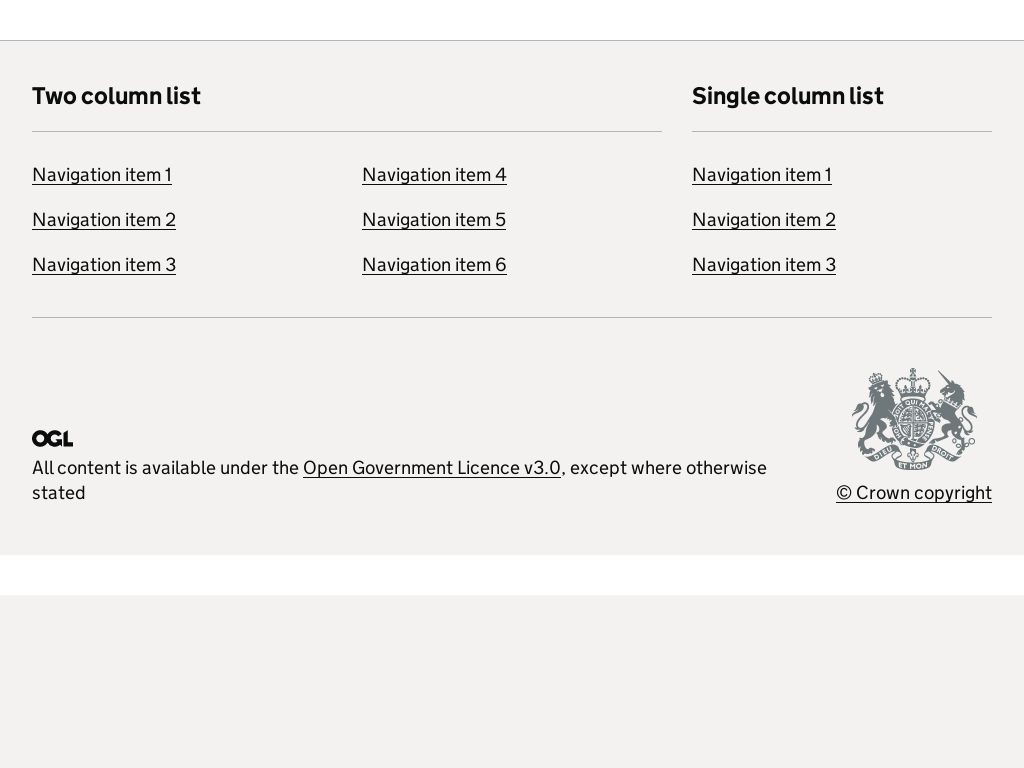 Two column list
Navigation item 1
Navigation item 2
Navigation item 3
Navigation item 4
Navigation item 5
Navigation item 6
Single column list
Navigation item 1
Navigation item 2
Navigation item 3
OGL
All content is available under the Open Government Licence v3.0, except where otherwise
stated
DIEU ET MON DROIT
© Crown copyright